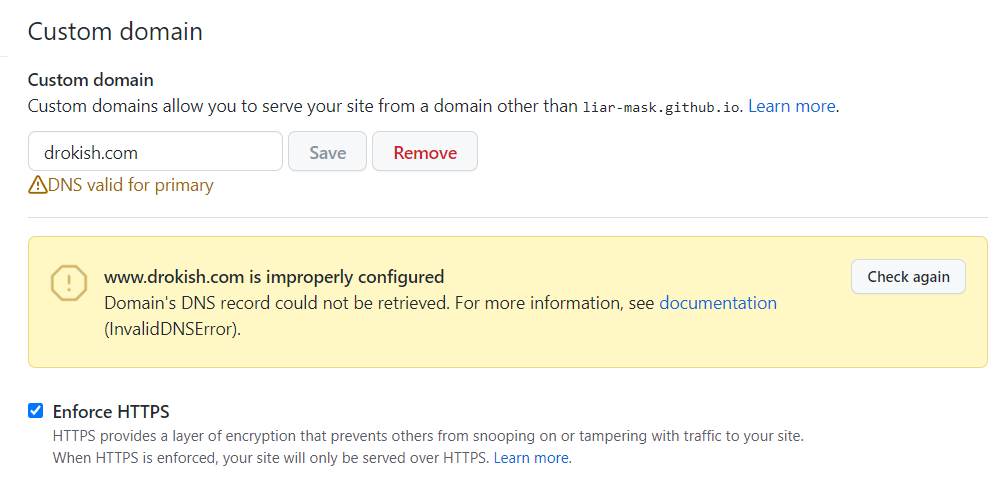 Custom domain
Custom domain
Custom domains allow you to serve your site from a domain other than liar-mask.github.io. Learn more.
drokish.com Save Remove
DNS valid for primary
www.drokish.com is improperly configured Check again
Domain's DNS record could not be retrieved. For more information, see documentation
(InvalidDNSError).
Enforce HTTPS
HTTPS provides a layer of encryption that prevents others from snooping on or tampering with traffic to your site.
When HTTPS is enforced, your site will only be served over HTTPS. Learn more.